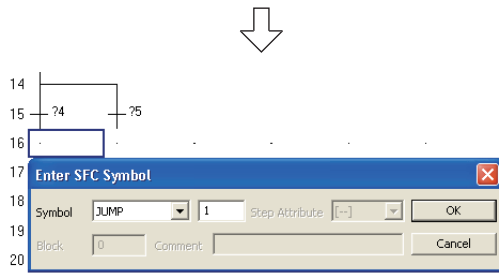 14
15 ?4 ?5
16
17 Enter SFC Symbol
18 Symbol JUMP 1 Step Attribute [--] OK
19
Block 0 Comment Cancel
20